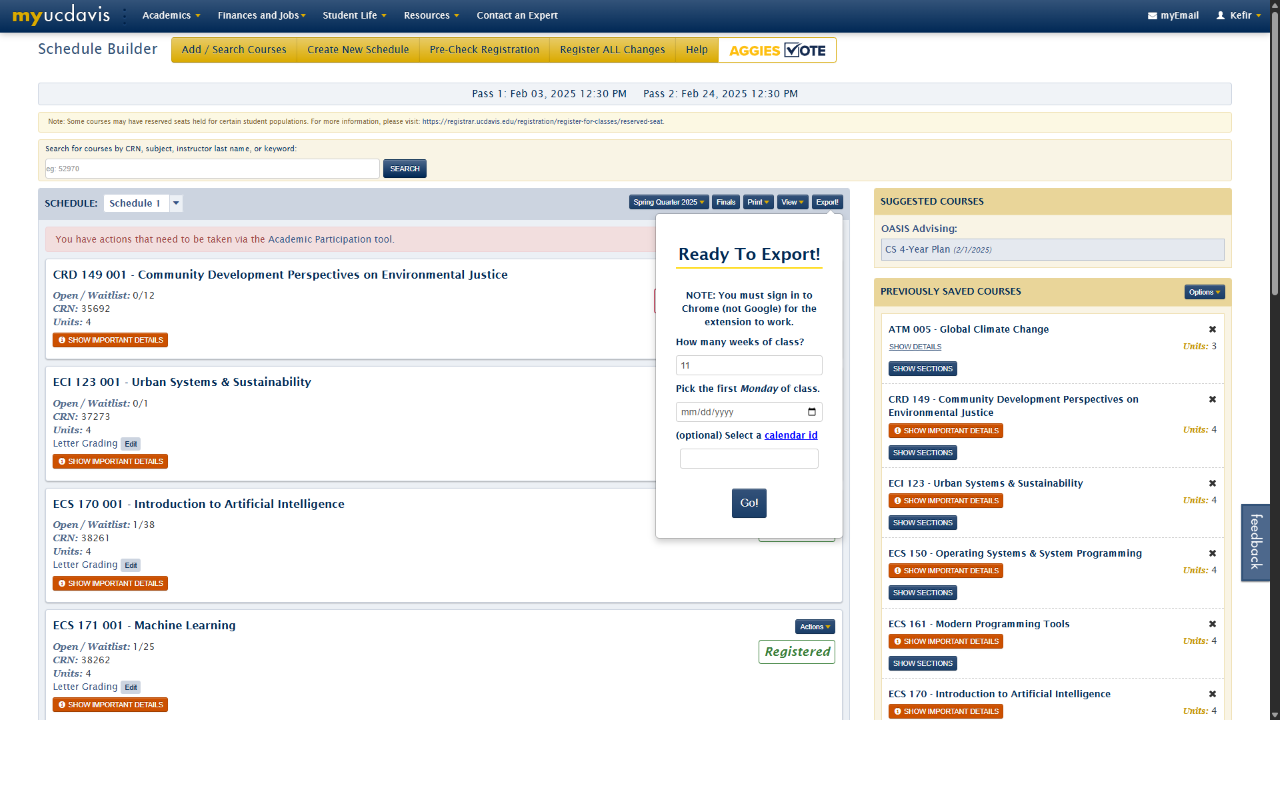 myucdavis
Academics
Finances and Jobs
Student Life
Resources
Contact an Expert
myEmail
Kefir
Schedule Builder
Add / Search Courses
Create New Schedule
Pre-Check Registration
Register ALL Changes
Help
AGGIES VOTE
Pass 1: Feb 03, 2025 12:30 PM Pass 2: Feb 24, 2025 12:30 PM
Note: Some courses may have reserved seats held for certain student populations. For more information, please visit: https://registrar.ucdavis.edu/registration/register-for-classes/reserved-seat.
Search for courses by CRN, subject, instructor last name, or keyword:
eg: 52970
SEARCH
SCHEDULE:
Schedule 1
Spring Quarter 2025
Finals
Print
View
Export!
You have actions that need to be taken via the Academic Participation tool.
CRD 149 001 - Community Development Perspectives on Environmental Justice
Open / Waitlist: 0/12
CRN: 35692
Units: 4
SHOW IMPORTANT DETAILS
ECI 123 001 - Urban Systems & Sustainability
Open / Waitlist: 0/1
CRN: 37273
Units: 4
Letter Grading Edit
SHOW IMPORTANT DETAILS
ECS 170 001 - Introduction to Artificial Intelligence
Open / Waitlist: 1/38
CRN: 38261
Units: 4
Letter Grading Edit
SHOW IMPORTANT DETAILS
ECS 171 001 - Machine Learning
Actions
Open / Waitlist: 1/25
Registered
CRN: 38262
Units: 4
Letter Grading Edit
SHOW IMPORTANT DETAILS
Ready To Export!
NOTE: You must sign in to
Chrome (not Google) for the
extension to work.
How many weeks of class?
11
Pick the first Monday of class.
mm/dd/yyyy
(optional) Select a calendar id
Go!
SUGGESTED COURSES
OASIS Advising:
CS 4-Year Plan (2/1/2025)
PREVIOUSLY SAVED COURSES
Options
ATM 005 - Global Climate Change
SHOW DETAILS
Units: 3
SHOW SECTIONS
CRD 149 - Community Development Perspectives on
Environmental Justice
SHOW IMPORTANT DETAILS
Units: 4
SHOW SECTIONS
ECI 123 - Urban Systems & Sustainability
SHOW IMPORTANT DETAILS
Units: 4
SHOW SECTIONS
ECS 150 - Operating Systems & System Programming
SHOW IMPORTANT DETAILS
Units: 4
SHOW SECTIONS
ECS 161 - Modern Programming Tools
SHOW IMPORTANT DETAILS
Units: 4
SHOW SECTIONS
ECS 170 - Introduction to Artificial Intelligence
SHOW IMPORTANT DETAILS
Units: 4
feedback